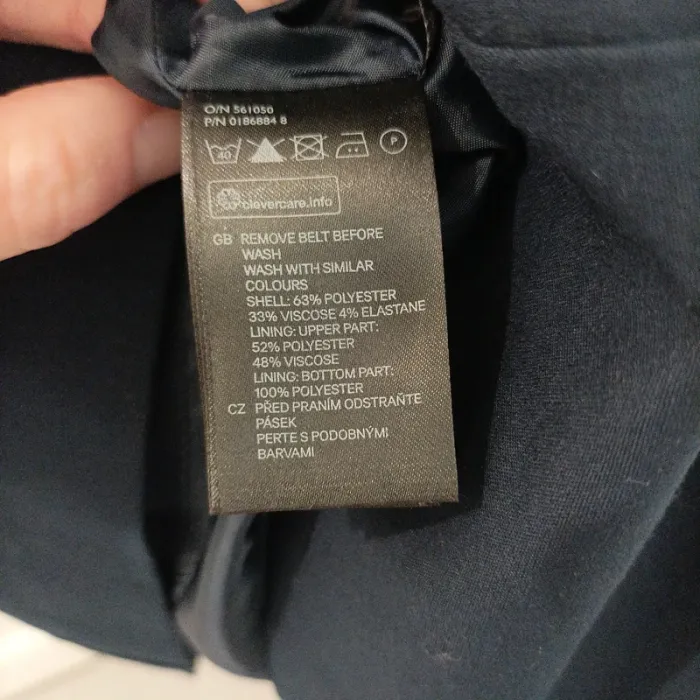 O/N 561050
P/N 0186884 8
40 P
clevercare.info
GB REMOVE BELT BEFORE
WASH
WASH WITH SIMILAR
COLOURS
SHELL: 63% POLYESTER
33% VISCOSE 4% ELASTANE
LINING: UPPER PART:
52% POLYESTER
48% VISCOSE
LINING: BOTTOM PART:
100% POLYESTER
CZ PŘED PRANÍM ODSTRAŇTE
PÁSEK
PERTE S PODOBNÝMI
BARVAMI